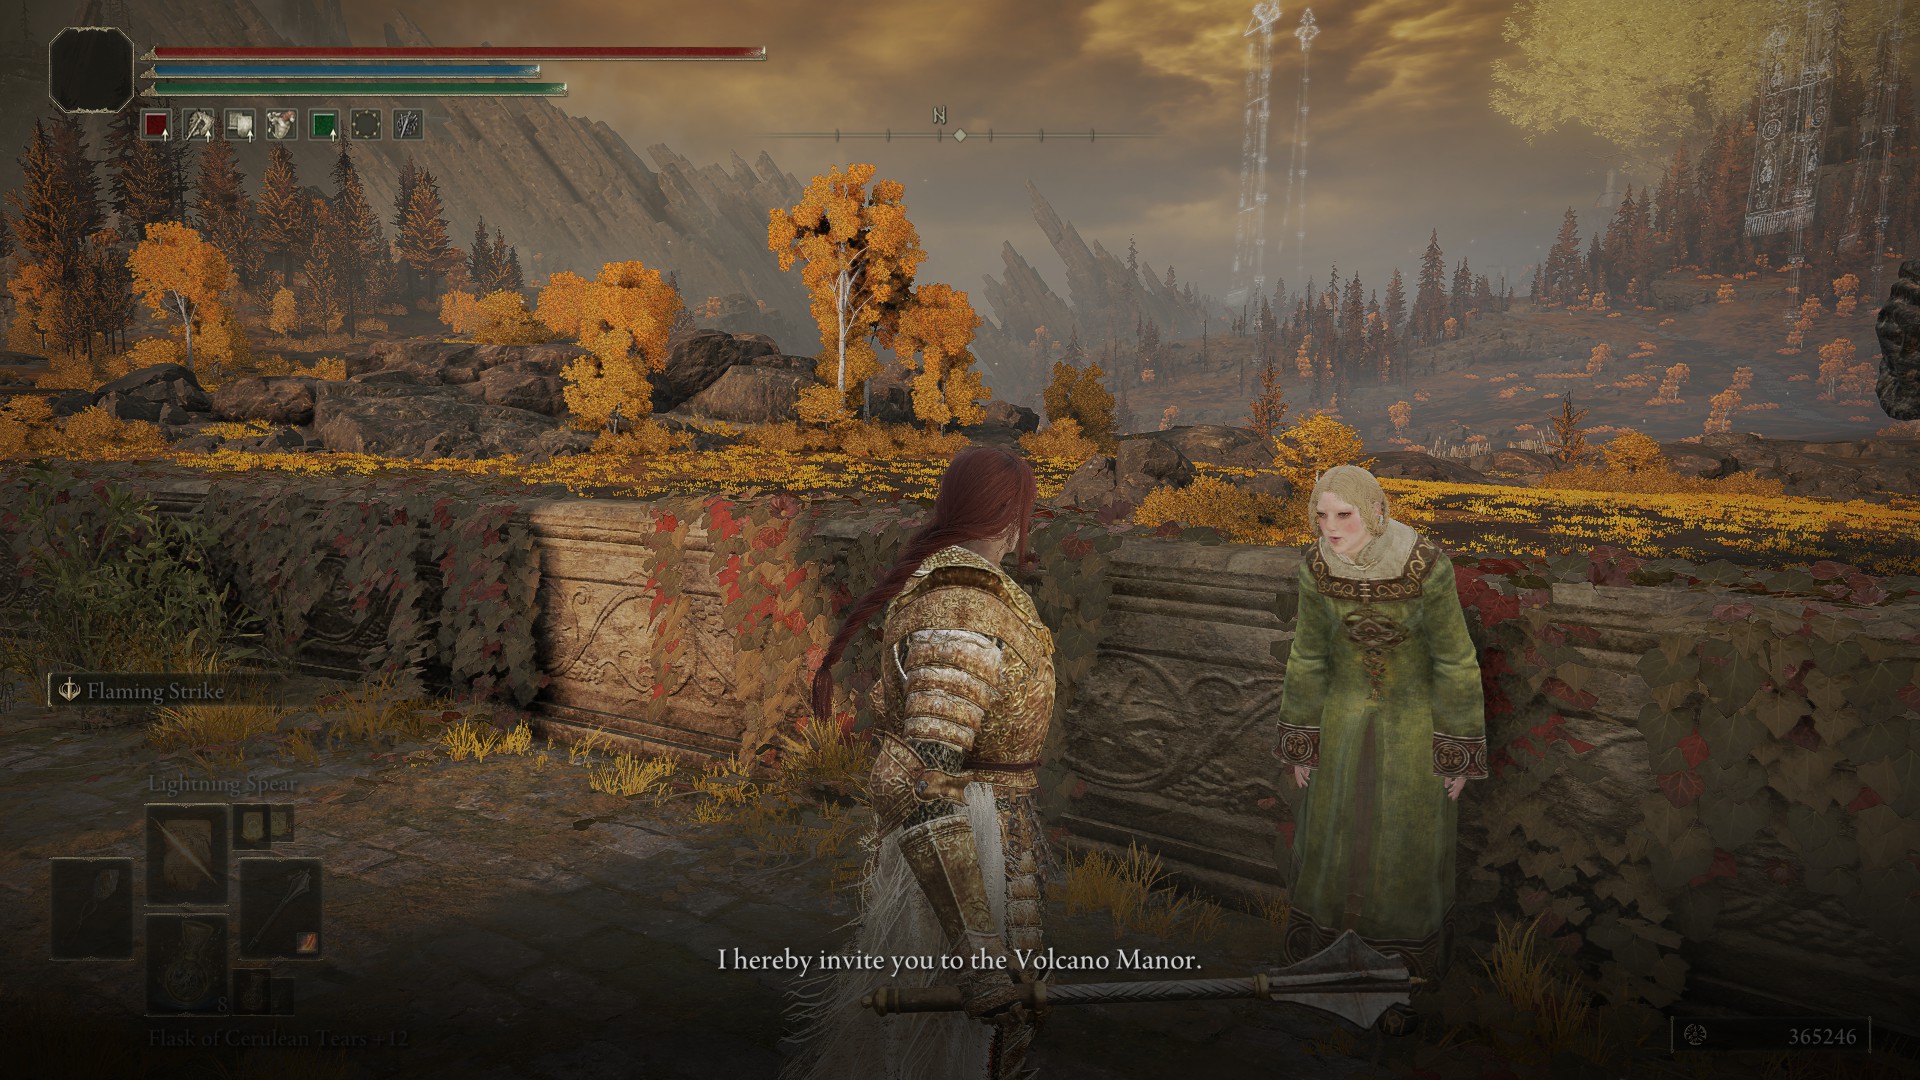 N
Flaming Strike
Lightning Spear
8
Flask of Cerulean Tears +12
I hereby invite you to the Volcano Manor.
365246